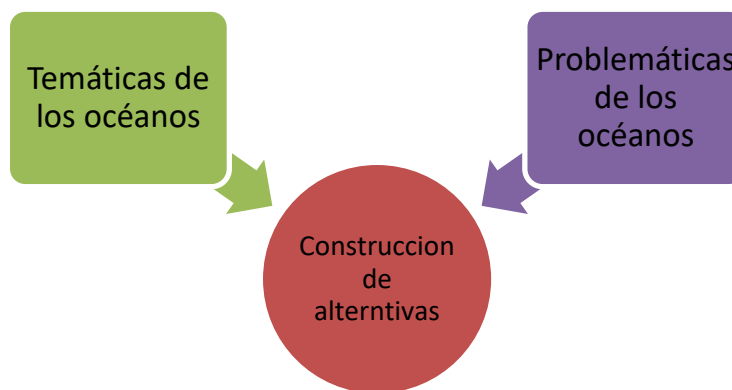 Temáticas de
los océanos
Problemáticas
de los
océanos
Construccion
de
alterntivas